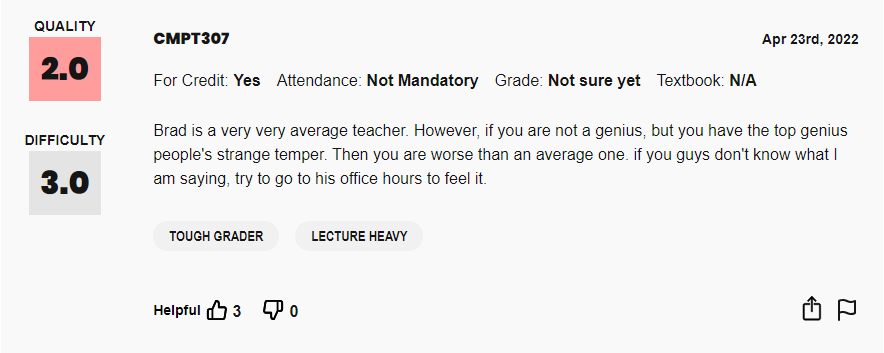 QUALITY
2.0
DIFFICULTY
3.0
CMPT307
Apr 23rd, 2022
For Credit: Yes Attendance: Not Mandatory Grade: Not sure yet Textbook: N/A
Brad is a very very average teacher. However, if you are not a genius, but you have the top genius
people's strange temper. Then you are worse than an average one. if you guys don't know what I
am saying, try to go to his office hours to feel it.
TOUGH GRADER LECTURE HEAVY
Helpful 3 0